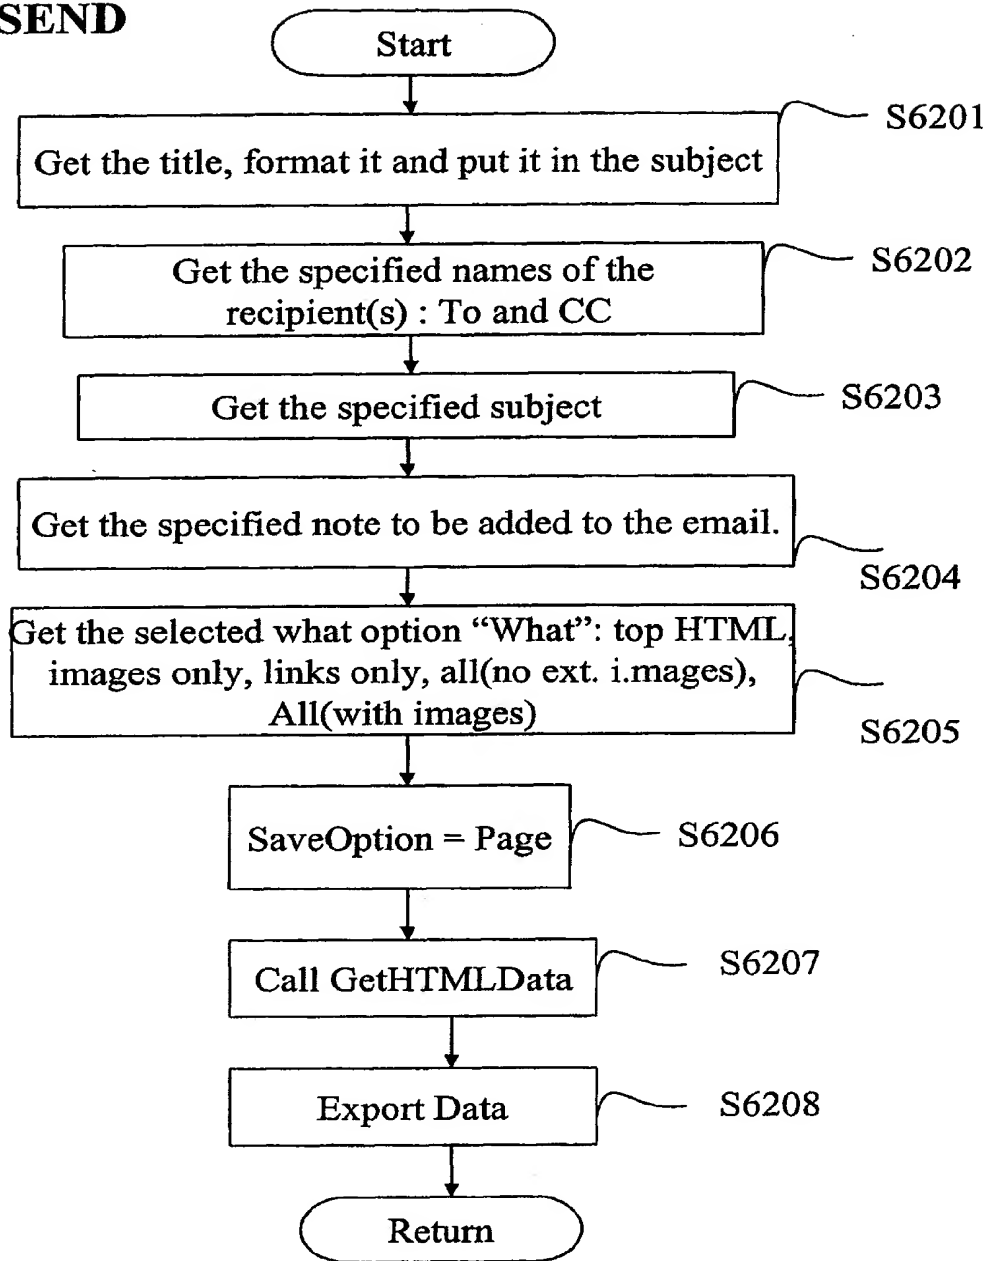 SEND
Start
Get the title, format it and put it in the subject
S6201
Get the specified names of the
recipient(s) : To and CC
S6202
Get the specified subject
S6203
Get the specified note to be added to the email.
S6204
Get the selected what option “What”: top HTML,
images only, links only, all(no ext. i.mages),
All(with images)
S6205
SaveOption = Page
S6206
Call GetHTMLData
S6207
Export Data
S6208
Return